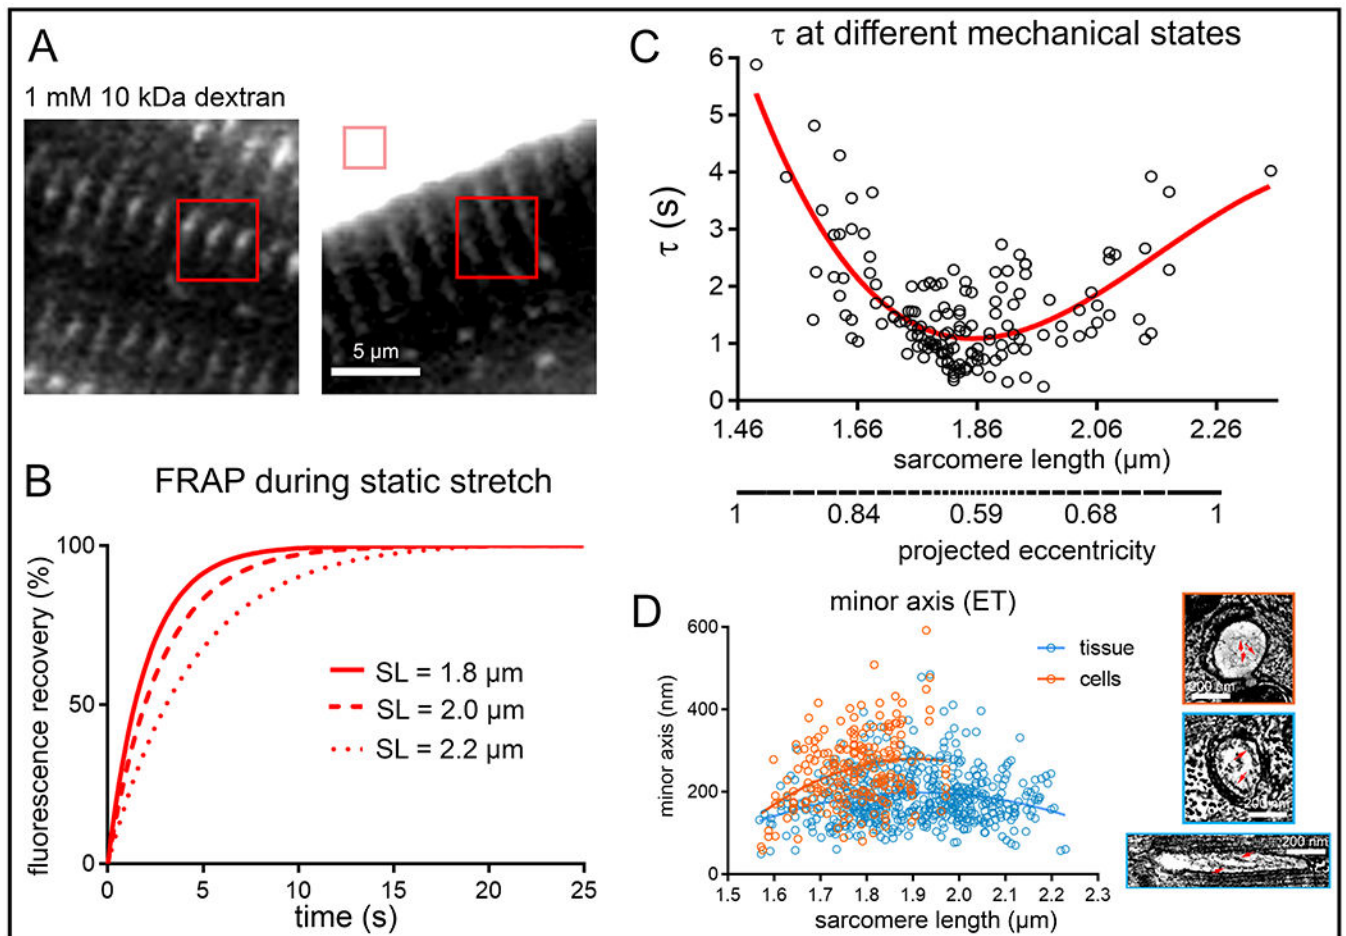 A
1 mM 10 kDa dextran
5 µm
B
FRAP during static stretch
fluorescence recovery (%)
100
50
0
SL = 1.8 µm
SL = 2.0 µm
SL = 2.2 µm
0 5 10 15 20 25
time (s)
C
τ at different mechanical states
τ (s)
6
5
4
3
2
1
0
1.46 1.66 1.86 2.06 2.26
sarcomere length (µm)
1 0.84 0.59 0.68 1
projected eccentricity
D
minor axis (ET)
minor axis (nm)
600
400
200
0
tissue
cells
1.5 1.6 1.7 1.8 1.9 2.0 2.1 2.2 2.3
sarcomere length (µm)
200 nm
200 nm
200 nm